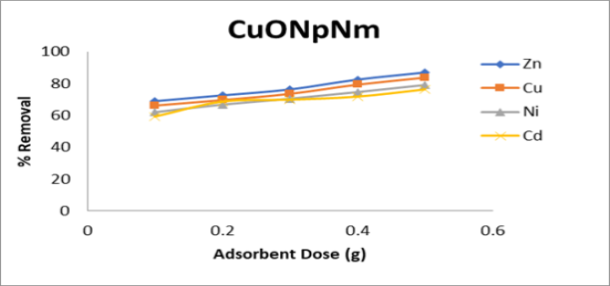 CuONpNm
100
80
60
40
20
0
% Removal
0
0.2
0.4
0.6
Adsorbent Dose (g)
Zn
Cu
Ni
Cd